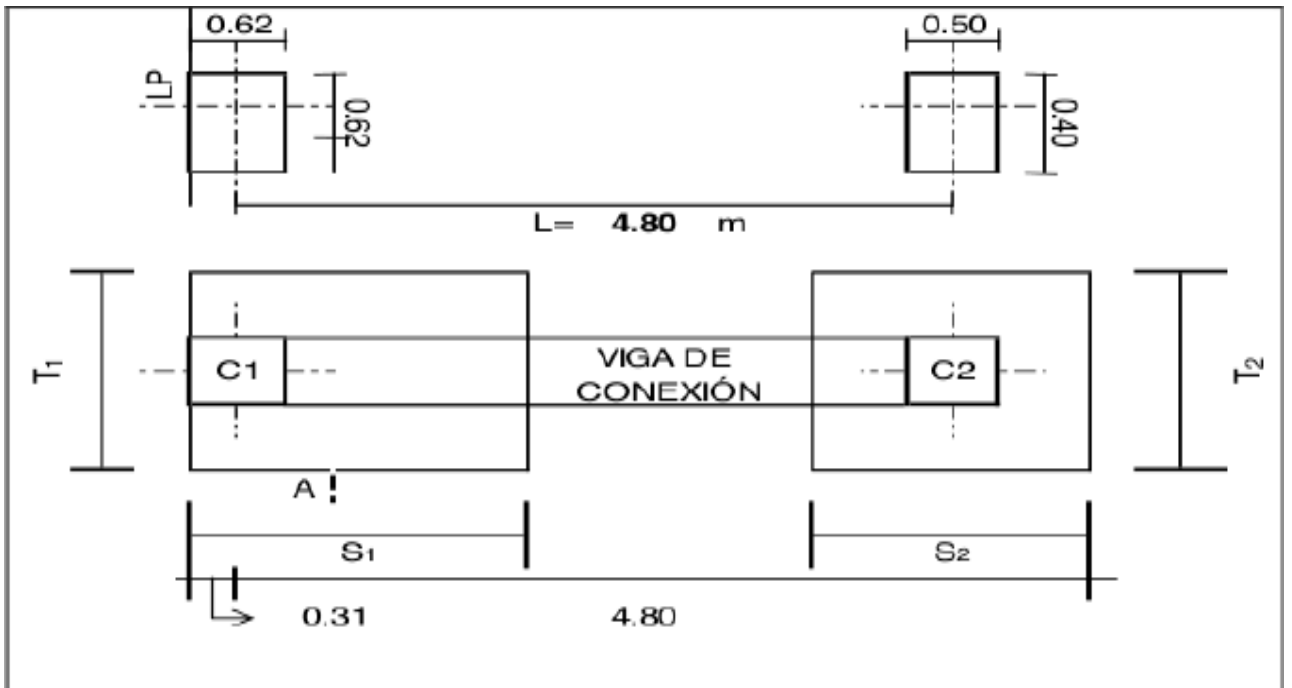 0.62
0.50
LP
0.62
0.40
L= 4.80 m
T1
C1
VIGA DE
CONEXIÓN
C2
T2
A
S1
S2
0.31
4.80